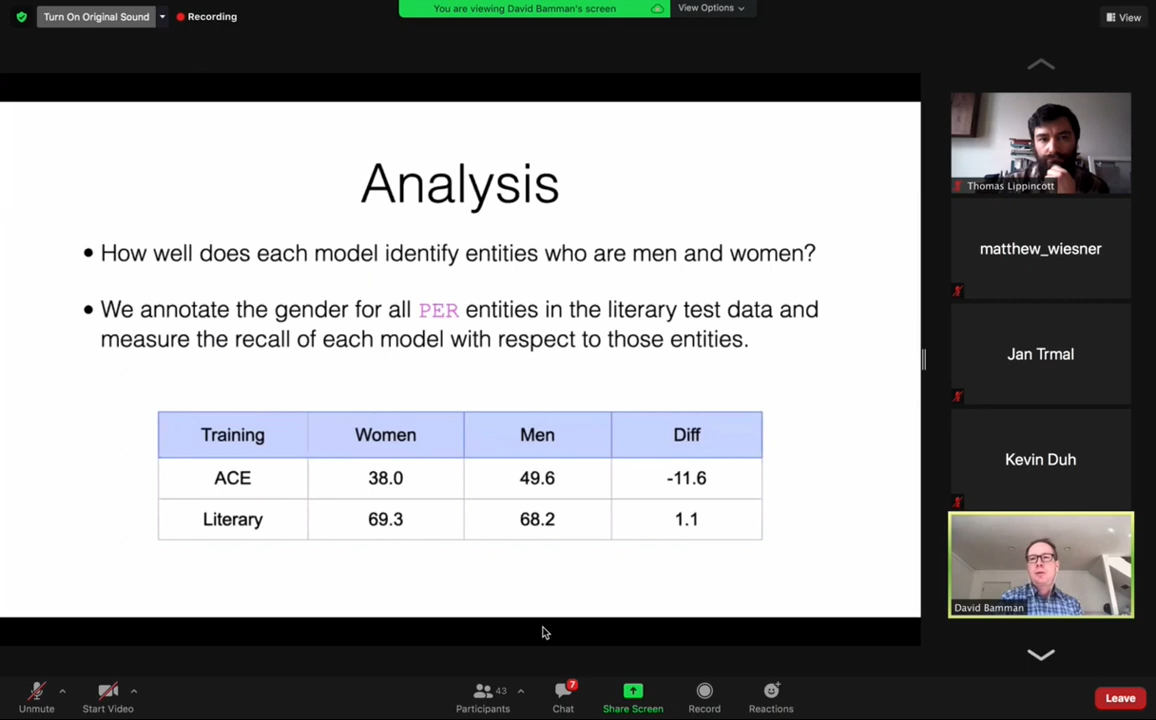 Turn On Original Sound
Recording
You are viewing David Bamman's screen
View Options
View
Analysis
• How well does each model identify entities who are men and women?
• We annotate the gender for all PER entities in the literary test data and
measure the recall of each model with respect to those entities.
Training Women Men Diff
ACE 38.0 49.6 -11.6
Literary 69.3 68.2 1.1
Thomas Lippincott
matthew_wiesner
Jan Trmal
Kevin Duh
David Bamman
Unmute
Start Video
43
Participants
7
Chat
Share Screen
Record
Reactions
Leave